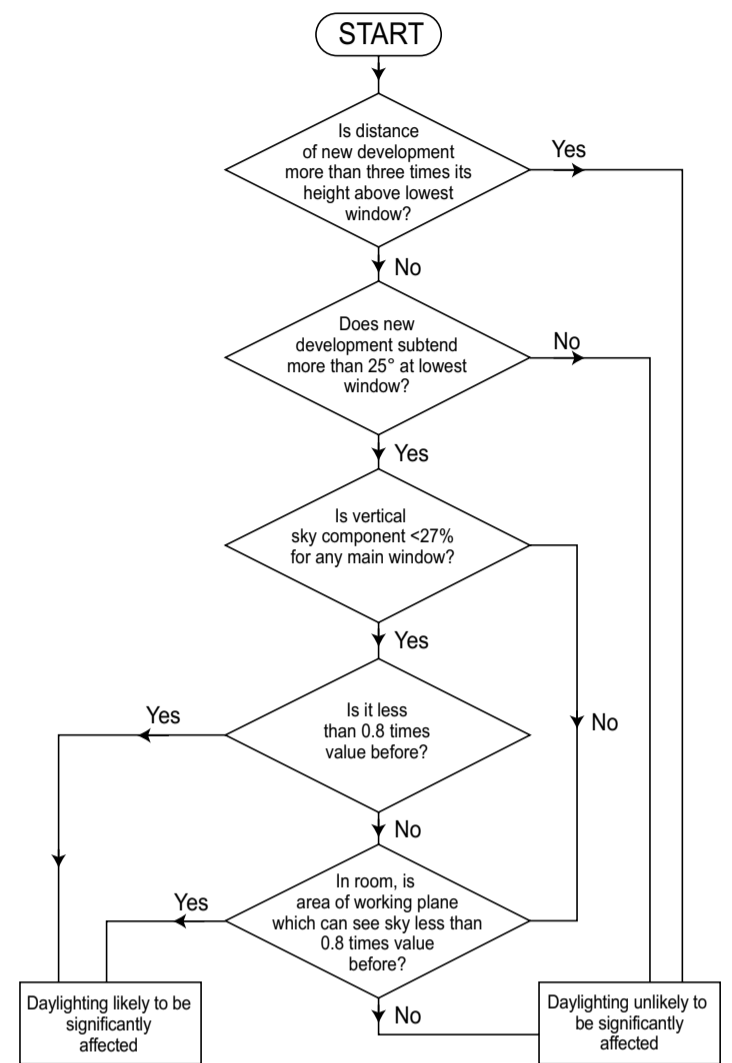 START
Is distance
of new development
more than three times its
height above lowest
window?
Yes
No
Does new
development subtend
more than 25° at lowest
window?
No
Yes
Is vertical
sky component <27%
for any main window?
Yes
No
Is it less
than 0.8 times
value before?
Yes
No
In room, is
area of working plane
which can see sky less than
0.8 times value
before?
Yes
No
Daylighting likely to be
significantly
affected
Daylighting unlikely to
be significantly
affected